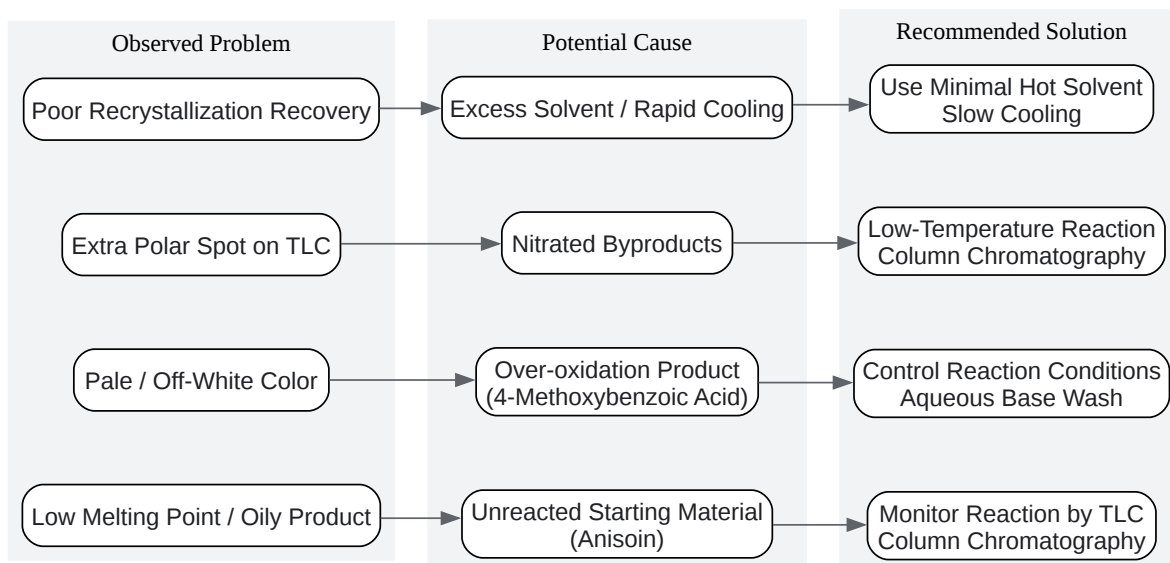 Observed Problem
Potential Cause
Recommended Solution
Poor Recrystallization Recovery
Excess Solvent / Rapid Cooling
Use Minimal Hot Solvent
Slow Cooling
Extra Polar Spot on TLC
Nitrated Byproducts
Low-Temperature Reaction
Column Chromatography
Pale / Off-White Color
Over-oxidation Product
(4-Methoxybenzoic Acid)
Control Reaction Conditions
Aqueous Base Wash
Low Melting Point / Oily Product
Unreacted Starting Material
(Anisoin)
Monitor Reaction by TLC
Column Chromatography